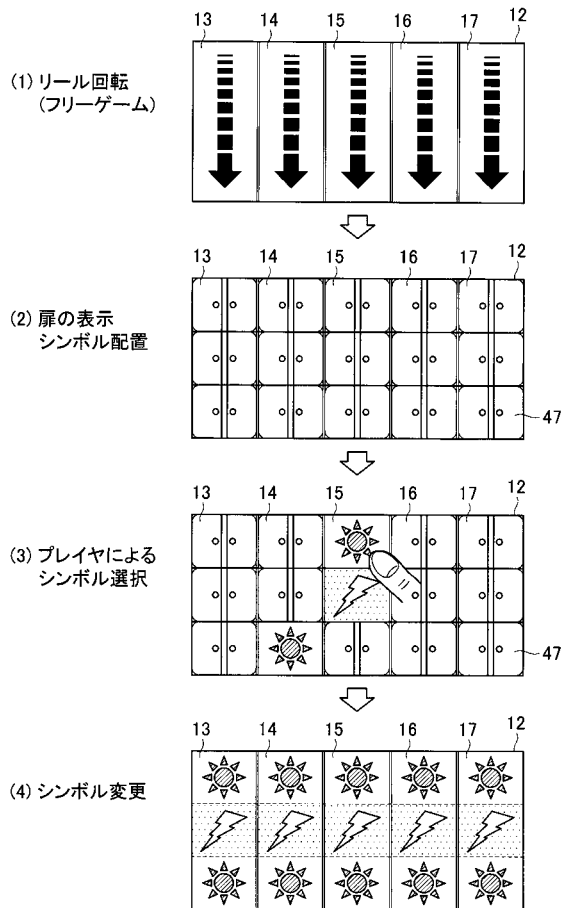 13 14 15 16 17 12
(1) リール回転
(フリーゲーム)
13 14 15 16 17 12
(2) 扉の表示
シンボル配置
47
13 14 15 16 17 12
(3) プレイヤによる
シンボル選択
47
13 14 15 16 17 12
(4) シンボル変更